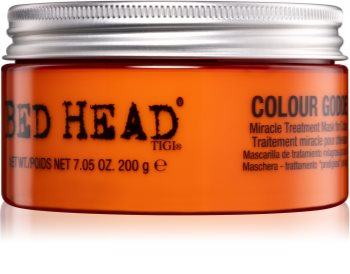 BED HEAD
TIGI®
NET WT./POIDS NET 7.05 OZ. 200 g ℮
COLOUR GODDE
Miracle Treatment Mask for
Traitement miracle pour
Mascarilla de tratamiento
Maschera - trattamento